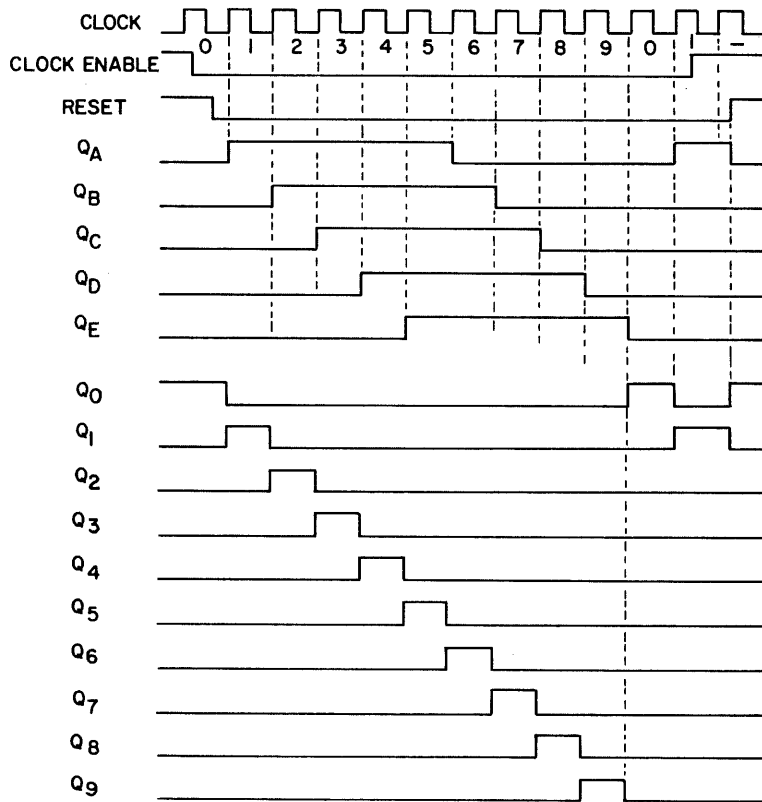 CLOCK
0 1 2 3 4 5 6 7 8 9 0 1 –
CLOCK ENABLE
RESET
QA
QB
QC
QD
QE
Q0
Q1
Q2
Q3
Q4
Q5
Q6
Q7
Q8
Q9